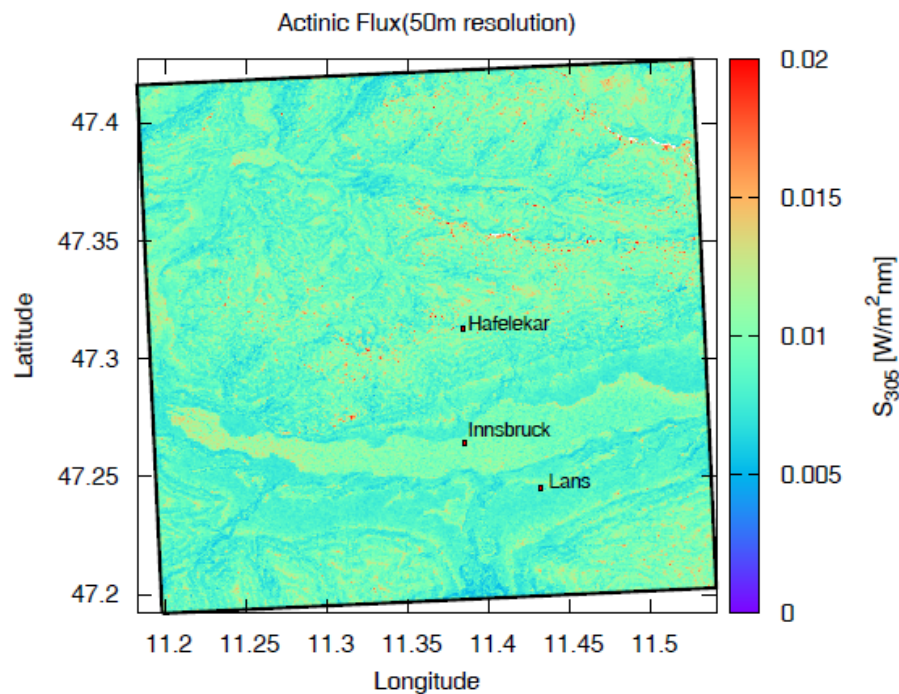 Actinic Flux(50m resolution)
0.02
47.4
0.015
47.35
Latitude
Hafelekar
0.01
S₃₀₅ [W/m²nm]
47.3
Innsbruck
0.005
Lans
47.25
47.2
0
11.2 11.25 11.3 11.35 11.4 11.45 11.5
Longitude